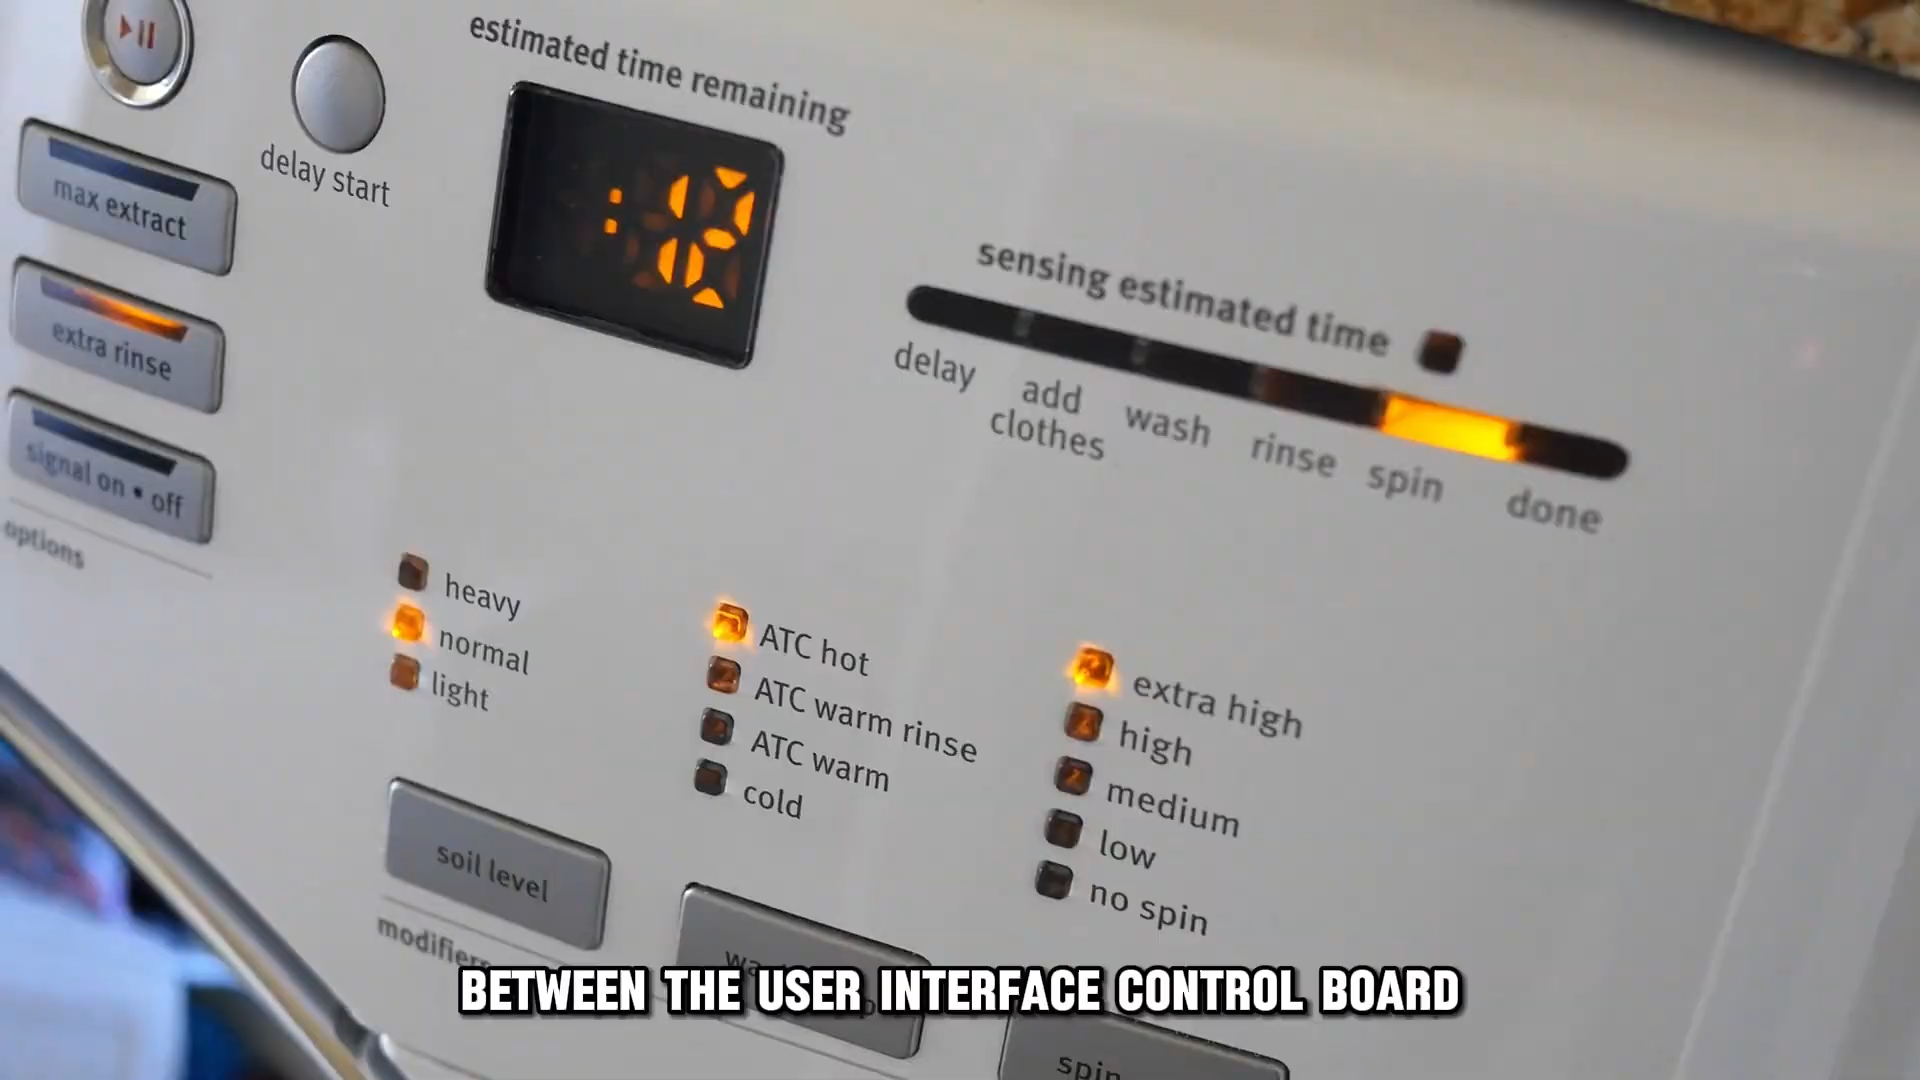 estimated time remaining
delay start
max extract
extra rinse
signal on • off
options
sensing estimated time
delay
add
clothes
wash
rinse
spin
done
heavy
normal
light
ATC hot
ATC warm rinse
ATC warm
cold
extra high
high
medium
low
no spin
soil level
modifiers
spin
BETWEEN THE USER INTERFACE CONTROL BOARD